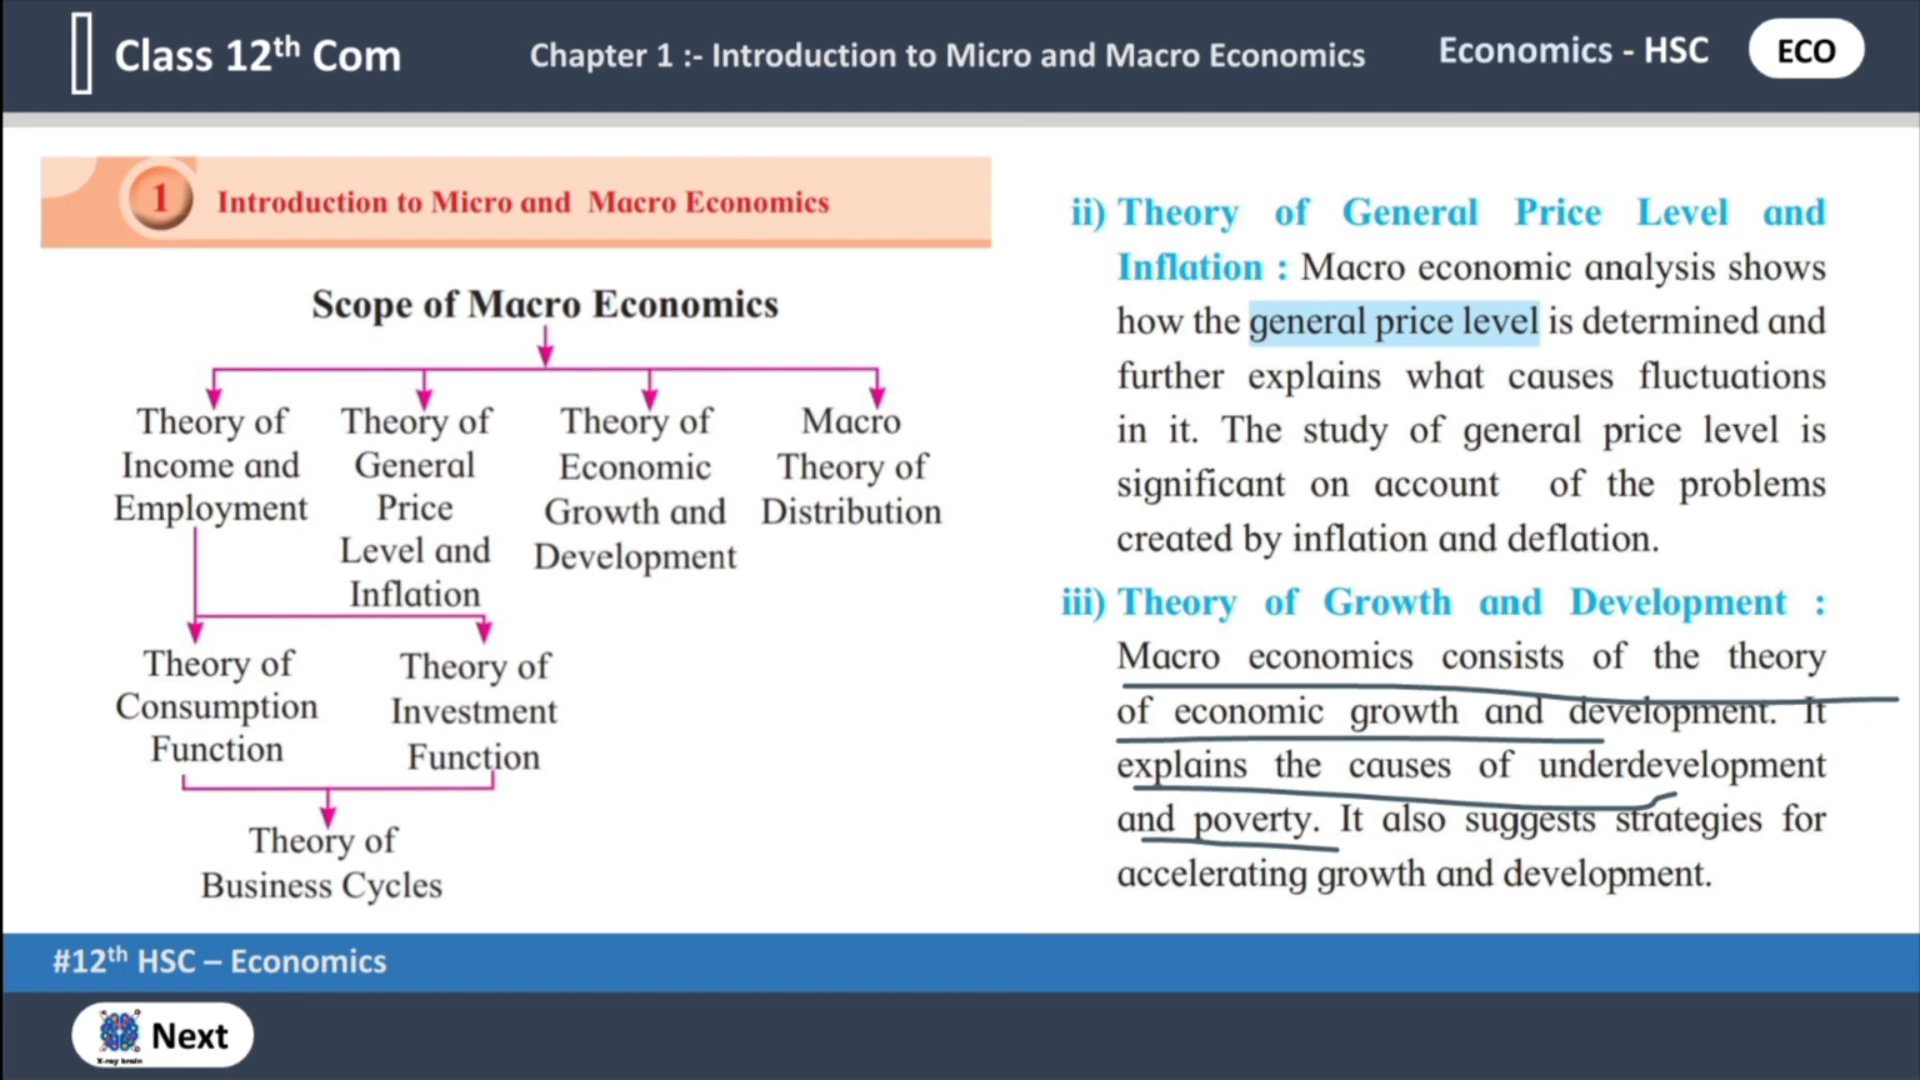 Class 12th Com
Chapter 1 :- Introduction to Micro and Macro Economics
Economics - HSC
ECO
1 Introduction to Micro and Macro Economics
Scope of Macro Economics
Theory of
Income and
Employment
Theory of
General
Price
Level and
Inflation
Theory of
Economic
Growth and
Development
Macro
Theory of
Distribution
Theory of
Consumption
Function
Theory of
Investment
Function
Theory of
Business Cycles
ii) Theory of General Price Level and
Inflation : Macro economic analysis shows
how the general price level is determined and
further explains what causes fluctuations
in it. The study of general price level is
significant on account of the problems
created by inflation and deflation.
iii) Theory of Growth and Development :
Macro economics consists of the theory
of economic growth and development. It
explains the causes of underdevelopment
and poverty. It also suggests strategies for
accelerating growth and development.
#12th HSC – Economics
Next
X-ray brain